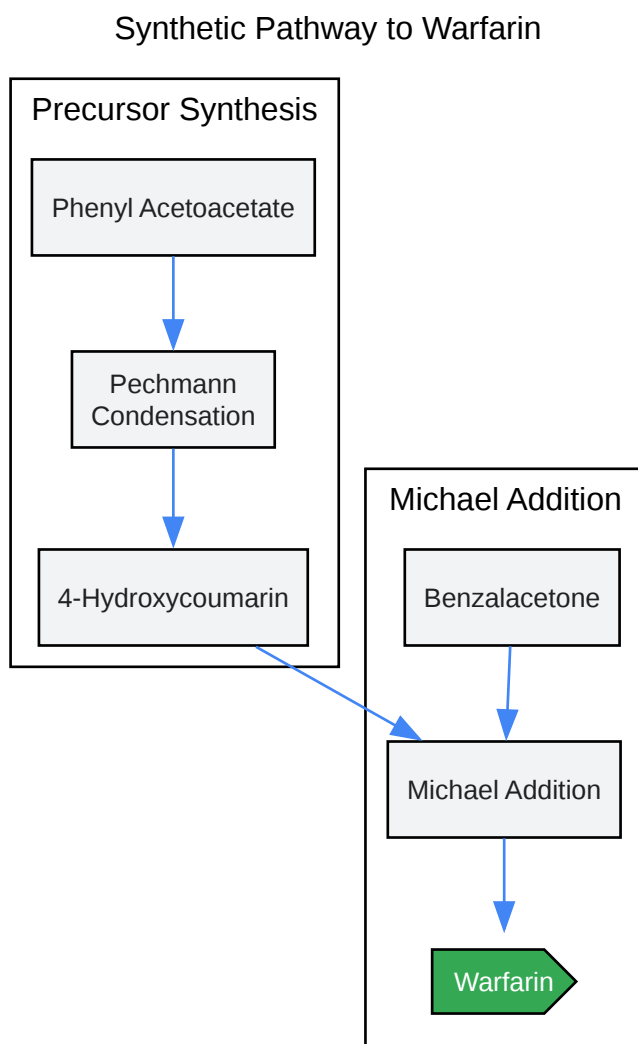 Synthetic Pathway to Warfarin
Precursor Synthesis
Phenyl Acetoacetate
Pechmann
Condensation
4-Hydroxycoumarin
Michael Addition
Benzalacetone
Michael Addition
Warfarin